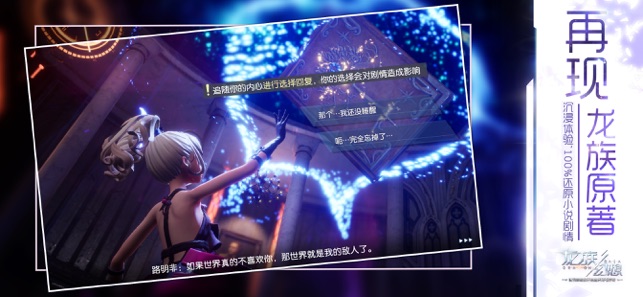 ！追随你的内心进行选择回复，你的选择会对剧情造成影响
那个…我还没睡醒
呃…完全忘掉了…
路明非：如果世界真的不喜欢你，那世界就是我的敌人了。
再现
龙族原著
沉浸体验·100%还原小说剧情
龙族幻想